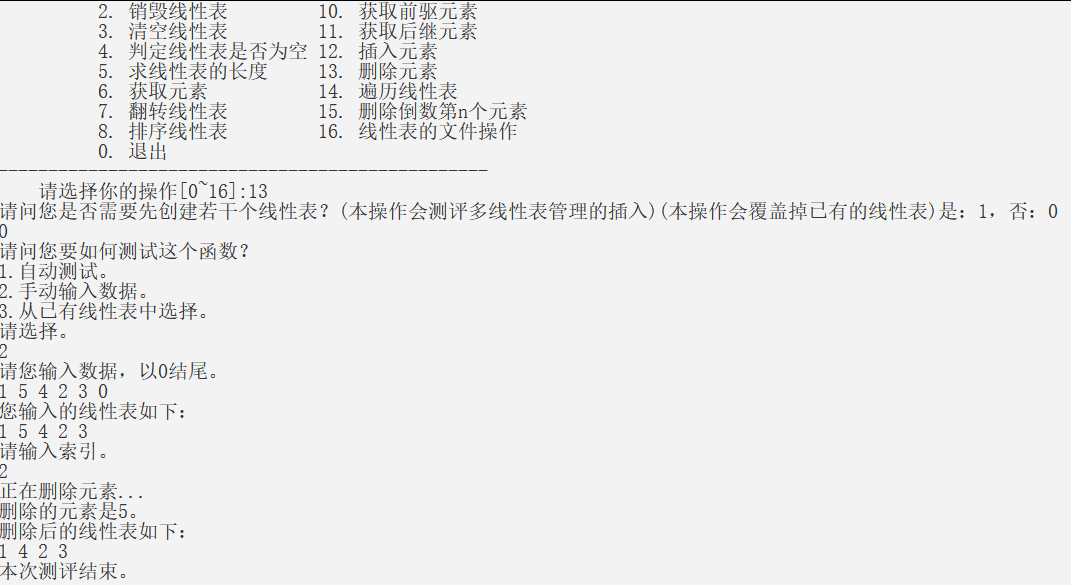 2. 销毁线性表 10. 获取前驱元素
3. 清空线性表 11. 获取后继元素
4. 判定线性表是否为空 12. 插入元素
5. 求线性表的长度 13. 删除元素
6. 获取元素 14. 遍历线性表
7. 翻转线性表 15. 删除倒数第n个元素
8. 排序线性表 16. 线性表的文件操作
0. 退出
-------------------------------------------------
请选择你的操作[0~16]:13
请问您是否需要先创建若干个线性表？(本操作会测评多线性表管理的插入)(本操作会覆盖掉已有的线性表)是：1，否：0
0
请问您要如何测试这个函数？
1.自动测试。
2.手动输入数据。
3.从已有线性表中选择。
请选择。
2
请您输入数据，以0结尾。
1 5 4 2 3 0
您输入的线性表如下：
1 5 4 2 3
请输入索引。
2
正在删除元素...
删除的元素是5。
删除后的线性表如下：
1 4 2 3
本次测评结束。